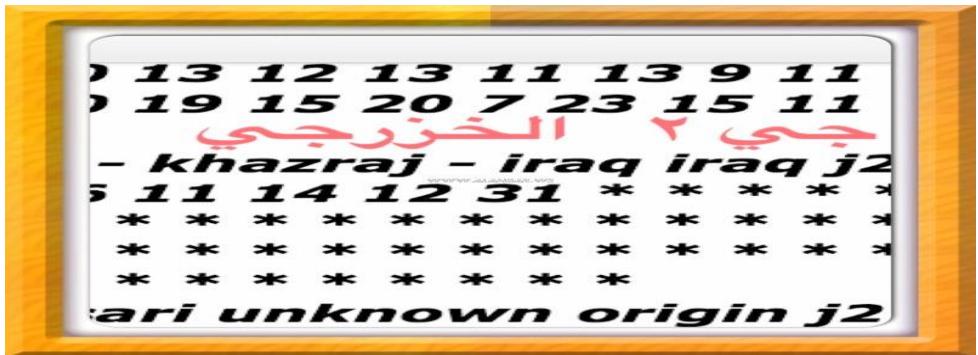 13 12 13 11 13 9 11
19 15 20 7 23 15 11
جي ٢ الخزرجي
- khazraj - iraq iraq j2
11 14 12 31 * * * * *
* * * * * * * * * * * *
* * * * * * * * * * * *
* * * * * * * *
unknown origin j2